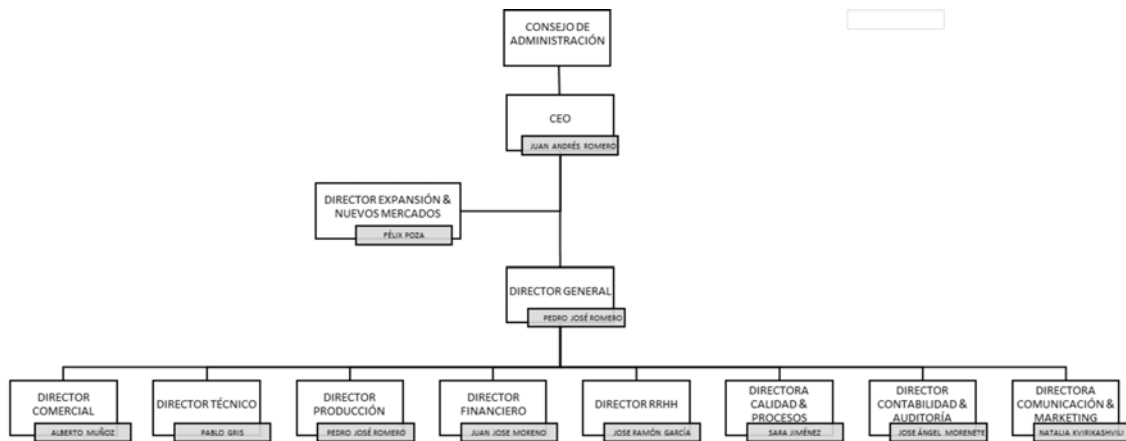 CONSEJO DE
ADMINISTRACIÓN
CEO
JUAN ANDRÉS ROMERO
DIRECTOR EXPANSIÓN &
NUEVOS MERCADOS
FÉLIX POZA
DIRECTOR GENERAL
PEDRO JOSÉ ROMERO
DIRECTOR
COMERCIAL
ALBERTO MUÑOZ
DIRECTOR TÉCNICO
PABLO GRIS
DIRECTOR
PRODUCCIÓN
PEDRO JOSÉ ROMERO
DIRECTOR
FINANCIERO
JUAN JOSE MORENO
DIRECTOR RRHH
JOSE RAMÓN GARCÍA
DIRECTORA
CALIDAD &
PROCESOS
SARA JIMÉNEZ
DIRECTOR
CONTABILIDAD &
AUDITORÍA
JOSE ÁNGEL MORENETE
DIRECTORA
COMUNICACIÓN &
MARKETING
NATALIA KVIRIKASHVILI